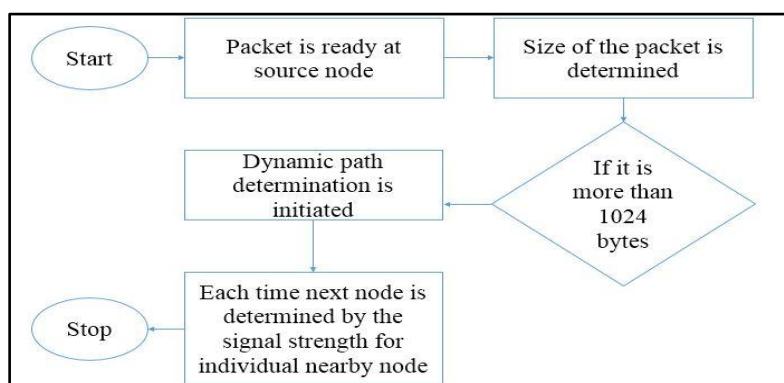 Start
Packet is ready at
source node
Size of the packet is
determined
If it is
more than
1024
bytes
Dynamic path
determination is
initiated
Each time next node is
determined by the
signal strength for
individual nearby node
Stop